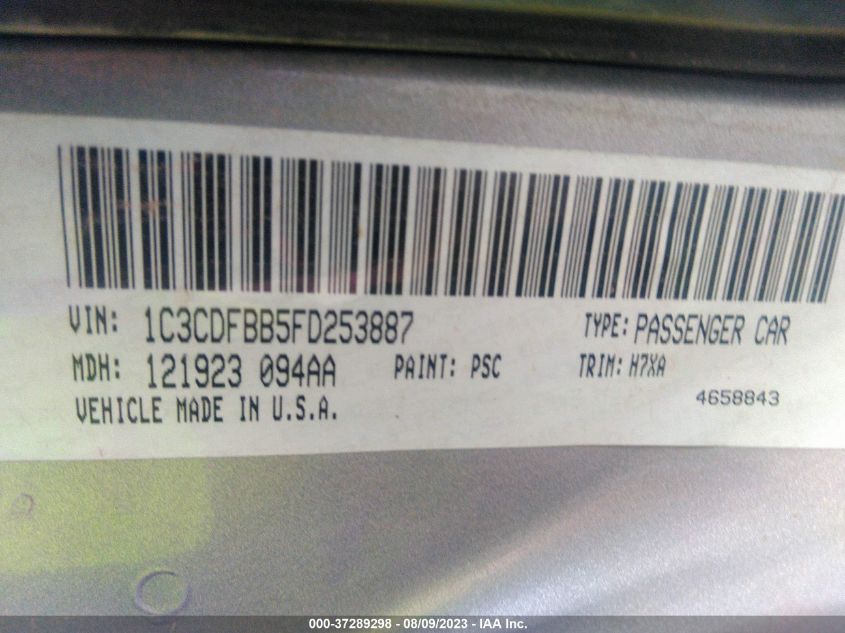 VIN: 1C3CDFBB5FD253887 TYPE: PASSENGER CAR
MDH: 121923 094AA PAINT: PSC TRIM: H7XA
VEHICLE MADE IN U.S.A. 4658843
000-37289298 - 08/09/2023 - IAA Inc.